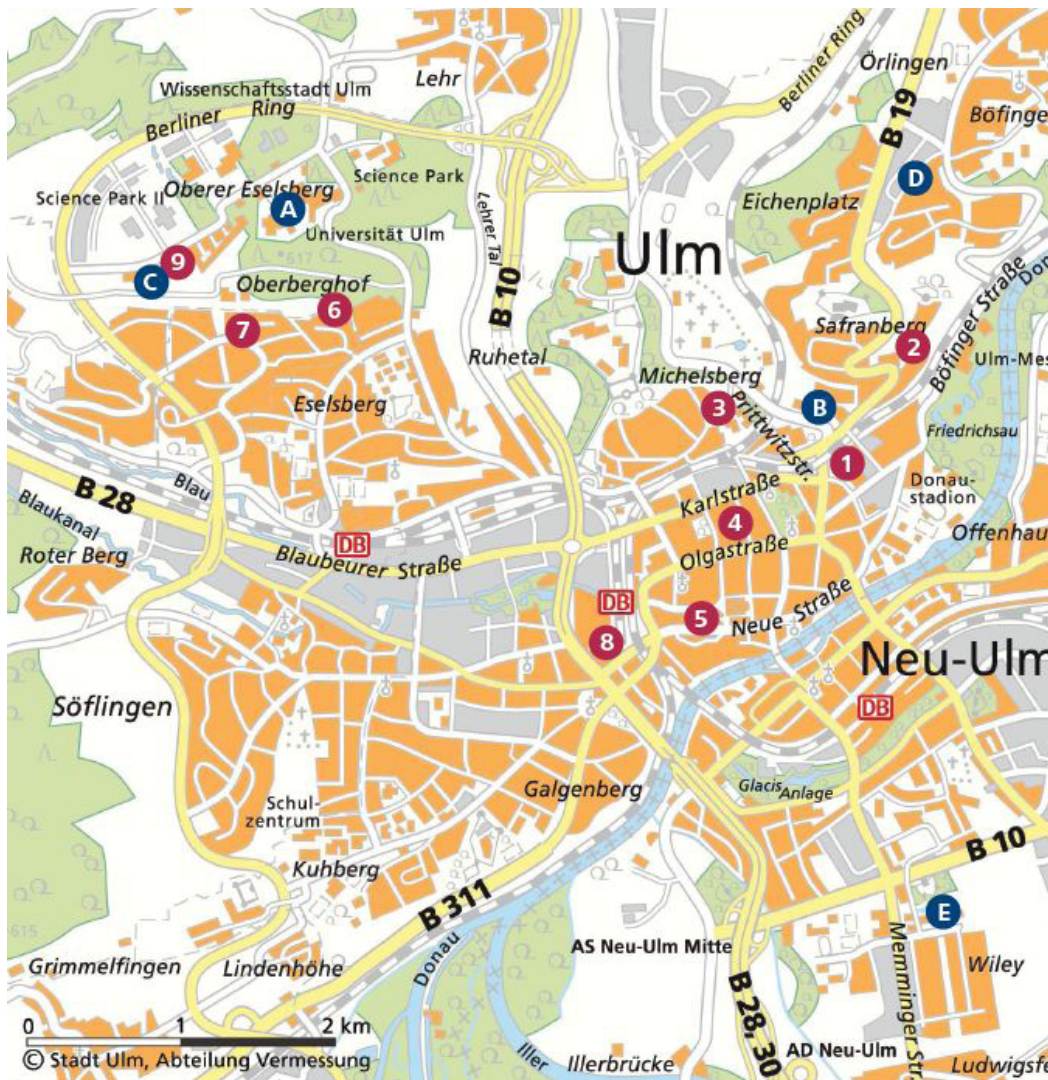 Lehr
Örlingen
Berliner Ring
Wissenschaftsstadt Ulm
B 19
Böfinge
Berliner Ring
Science Park
D
Oberer Eselsberg
Science Park II
A
Eichenplatz
Lehrer Tal
Universität Ulm
617
Ulm
9
C
Oberberghof
B 10
Böfinger Straße
Don
6
7
Safranberg
2
Ruhetal
Ulm-Mes
Michelsberg
Eselsberg
3
Prittwitzstr.
B
Friedrichsau
1
Blau
B 28
Karlstraße
Donau-
stadion
Blaukanal
4
Offenhau
Roter Berg
DB
Blaubeurer Straße
Olgastraße
DB
5
Neue Straße
8
Neu-Ulm
Söflingen
DB
Galgenberg
Glacis Anlage
Schul-
zentrum
B 10
Kuhberg
B 311
E
615
Donau
AS Neu-Ulm Mitte
Memminger Str.
Grimmelfingen
Lindenhöhe
Wiley
B 28, 30
0 1 2 km
Iller
AD Neu-Ulm
© Stadt Ulm, Abteilung Vermessung
Illerbrücke
Ludwigsfe